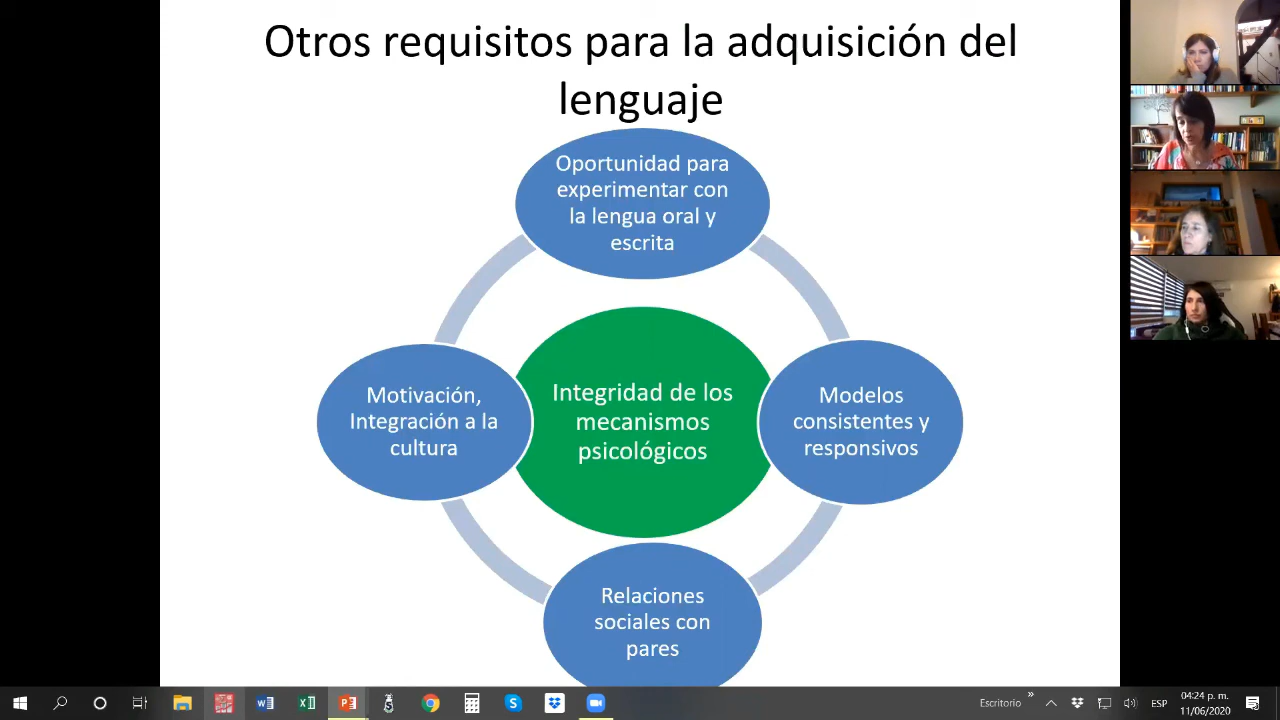 Otros requisitos para la adquisición del
lenguaje
Oportunidad para
experimentar con
la lengua oral y
escrita
Motivación,
Integración a la
cultura
Integridad de los
mecanismos
psicológicos
Modelos
consistentes y
responsivos
Relaciones
sociales con
pares
Escritorio
ESP
04:24 p. m.
11/06/2020